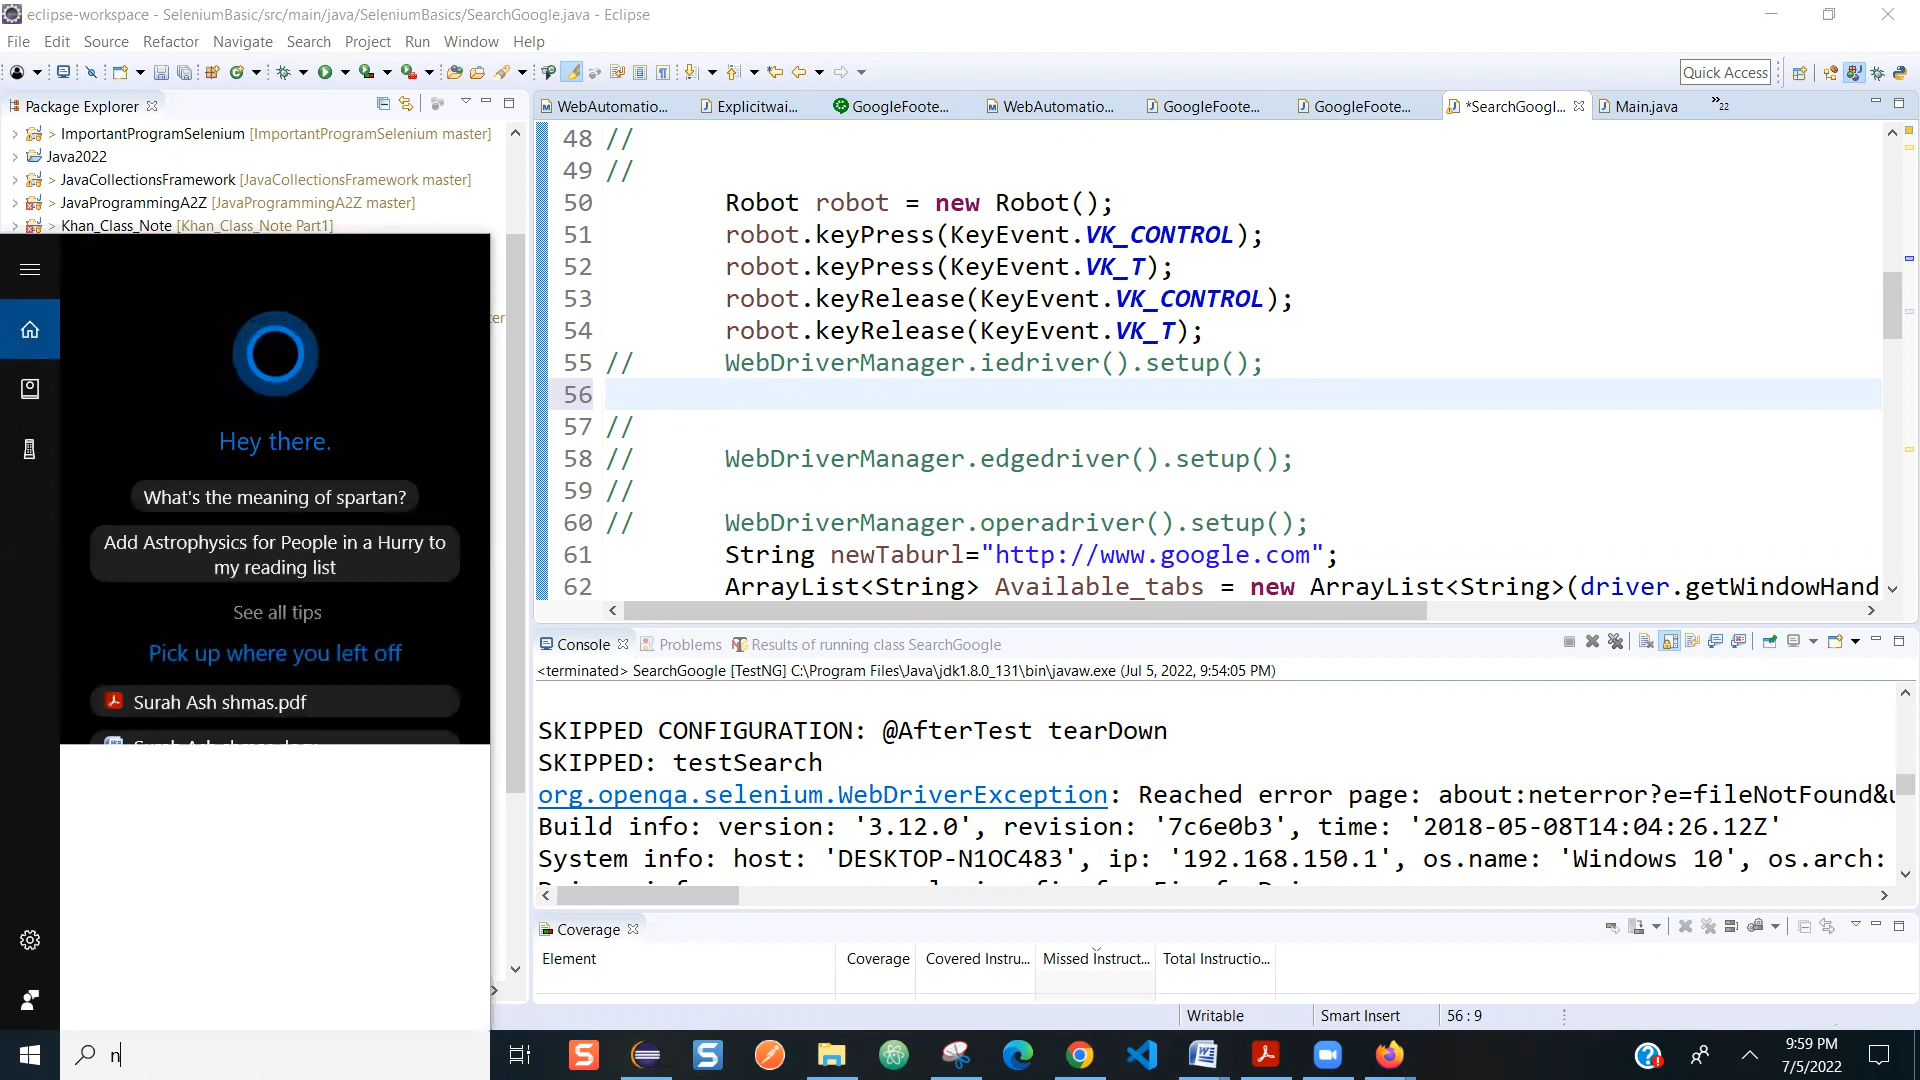 eclipse-workspace - SeleniumBasic/src/main/java/SeleniumBasics/SearchGoogle.java - Eclipse
File Edit Source Refactor Navigate Search Project Run Window Help
Quick Access
Package Explorer
WebAutomatio... Explicitwai... GoogleFoote... WebAutomatio... GoogleFoote... GoogleFoote... *SearchGoogl... Main.java »22
> ImportantProgramSelenium [ImportantProgramSelenium master]
Java2022
> JavaCollectionsFramework [JavaCollectionsFramework master]
> JavaProgrammingA2Z [JavaProgrammingA2Z master]
> Khan_Class_Note [Khan_Class_Note Part1]
ter
Hey there.
What's the meaning of spartan?
Add Astrophysics for People in a Hurry to
my reading list
See all tips
Pick up where you left off
Surah Ash shmas.pdf
n
48 //
49 //
50 Robot robot = new Robot();
51 robot.keyPress(KeyEvent.VK_CONTROL);
52 robot.keyPress(KeyEvent.VK_T);
53 robot.keyRelease(KeyEvent.VK_CONTROL);
54 robot.keyRelease(KeyEvent.VK_T);
55 // WebDriverManager.iedriver().setup();
56
57 //
58 // WebDriverManager.edgedriver().setup();
59 //
60 // WebDriverManager.operadriver().setup();
61 String newTaburl="http://www.google.com";
62 ArrayList<String> Available_tabs = new ArrayList<String>(driver.getWindowHand
Console Problems Results of running class SearchGoogle
<terminated> SearchGoogle [TestNG] C:\Program Files\Java\jdk1.8.0_131\bin\javaw.exe (Jul 5, 2022, 9:54:05 PM)
SKIPPED CONFIGURATION: @AfterTest tearDown
SKIPPED: testSearch
org.openqa.selenium.WebDriverException: Reached error page: about:neterror?e=fileNotFound&u
Build info: version: '3.12.0', revision: '7c6e0b3', time: '2018-05-08T14:04:26.12Z'
System info: host: 'DESKTOP-N1OC483', ip: '192.168.150.1', os.name: 'Windows 10', os.arch:
Coverage
Element Coverage Covered Instru... Missed Instruct... Total Instructio...
Writable Smart Insert 56 : 9
9:59 PM
7/5/2022